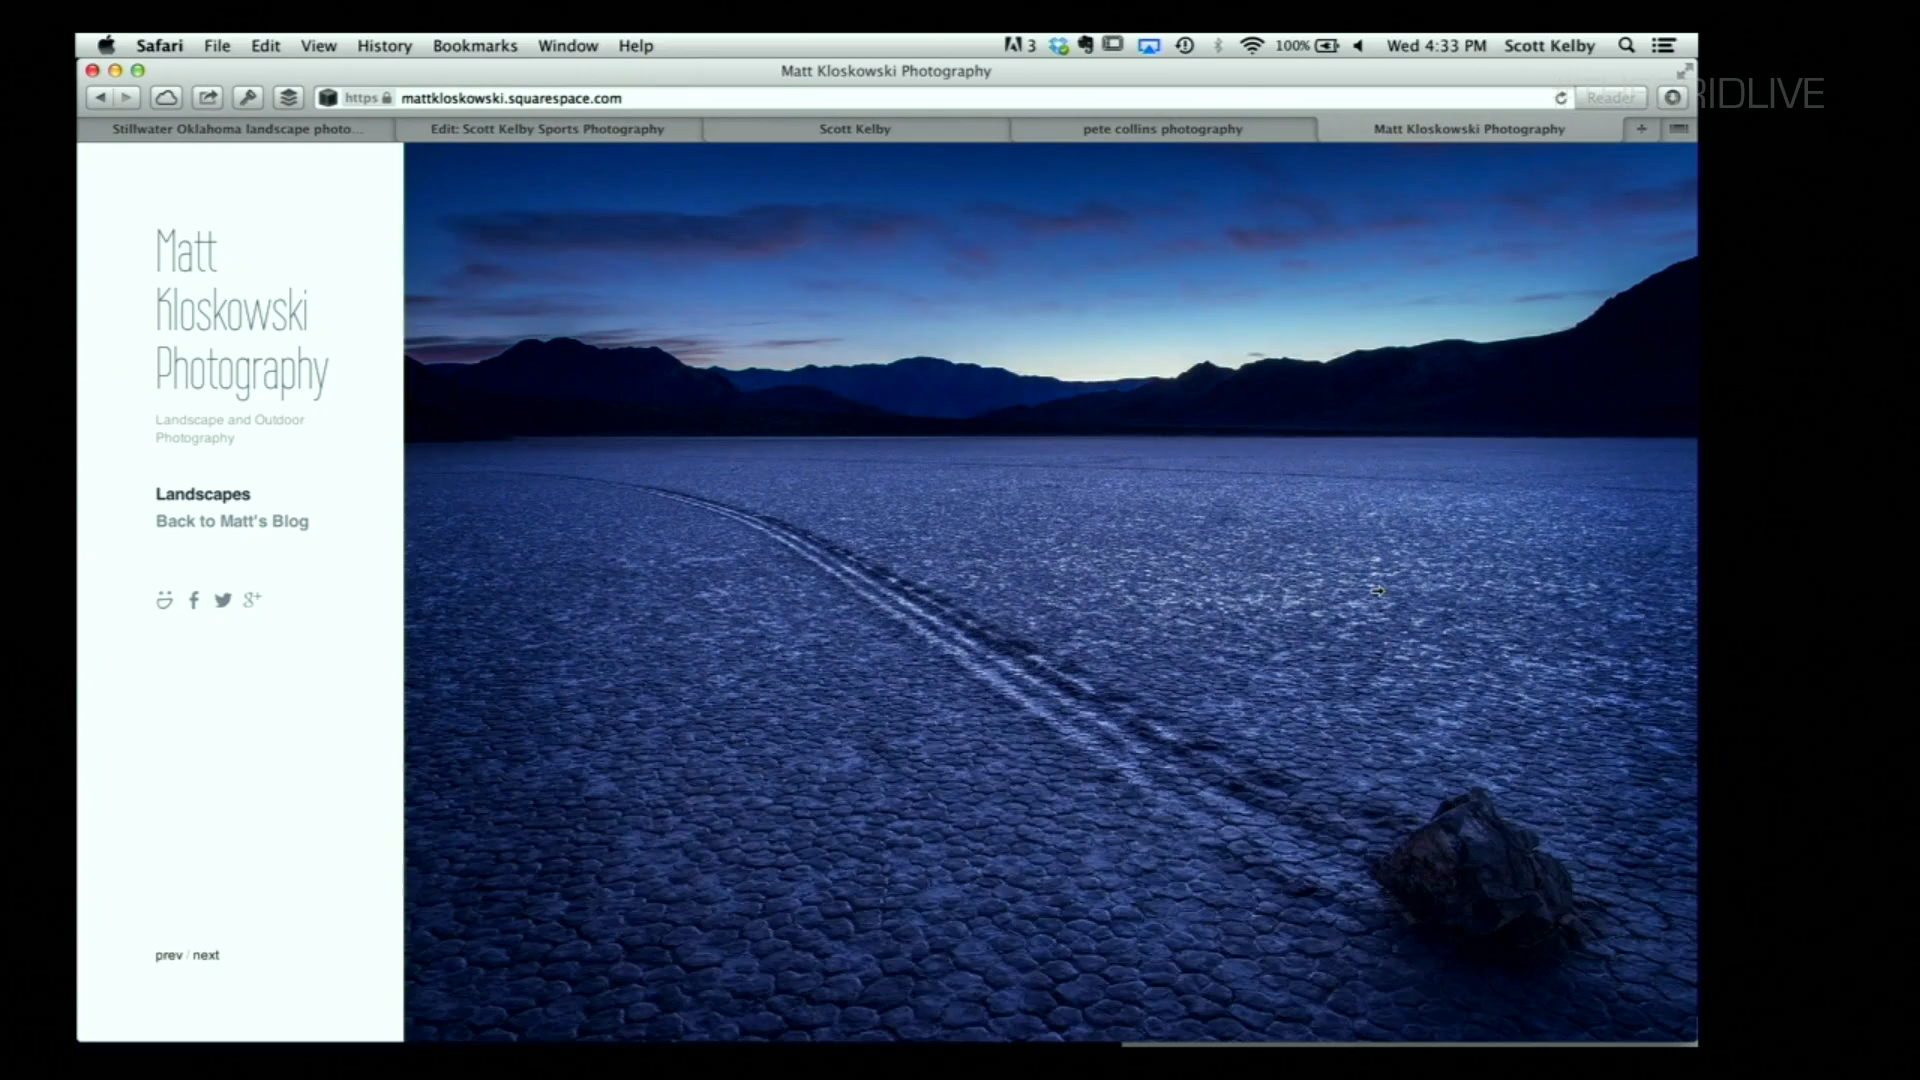 Safari File Edit View History Bookmarks Window Help 3 100% Wed 4:33 PM Scott Kelby
Matt Kloskowski Photography
https mattkloskowski.squarespace.com Reader
RIDLIVE
Stillwater Oklahoma landscape photo... Edit: Scott Kelby Sports Photography Scott Kelby pete collins photography Matt Kloskowski Photography +
Matt
Kloskowski
Photography
Landscape and Outdoor
Photography
Landscapes
Back to Matt's Blog
f g+
prev / next